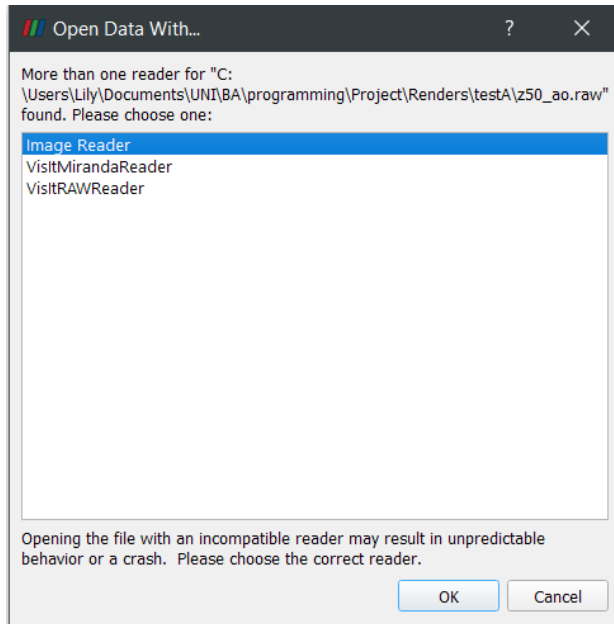 Open Data With...
?
More than one reader for "C:
\Users\Lily\Documents\UNI\BA\programming\Project\Renders\testA\z50_ao.raw"
found. Please choose one:
Image Reader
VisItMirandaReader
VisItRAWReader
Opening the file with an incompatible reader may result in unpredictable
behavior or a crash.  Please choose the correct reader.
OK Cancel